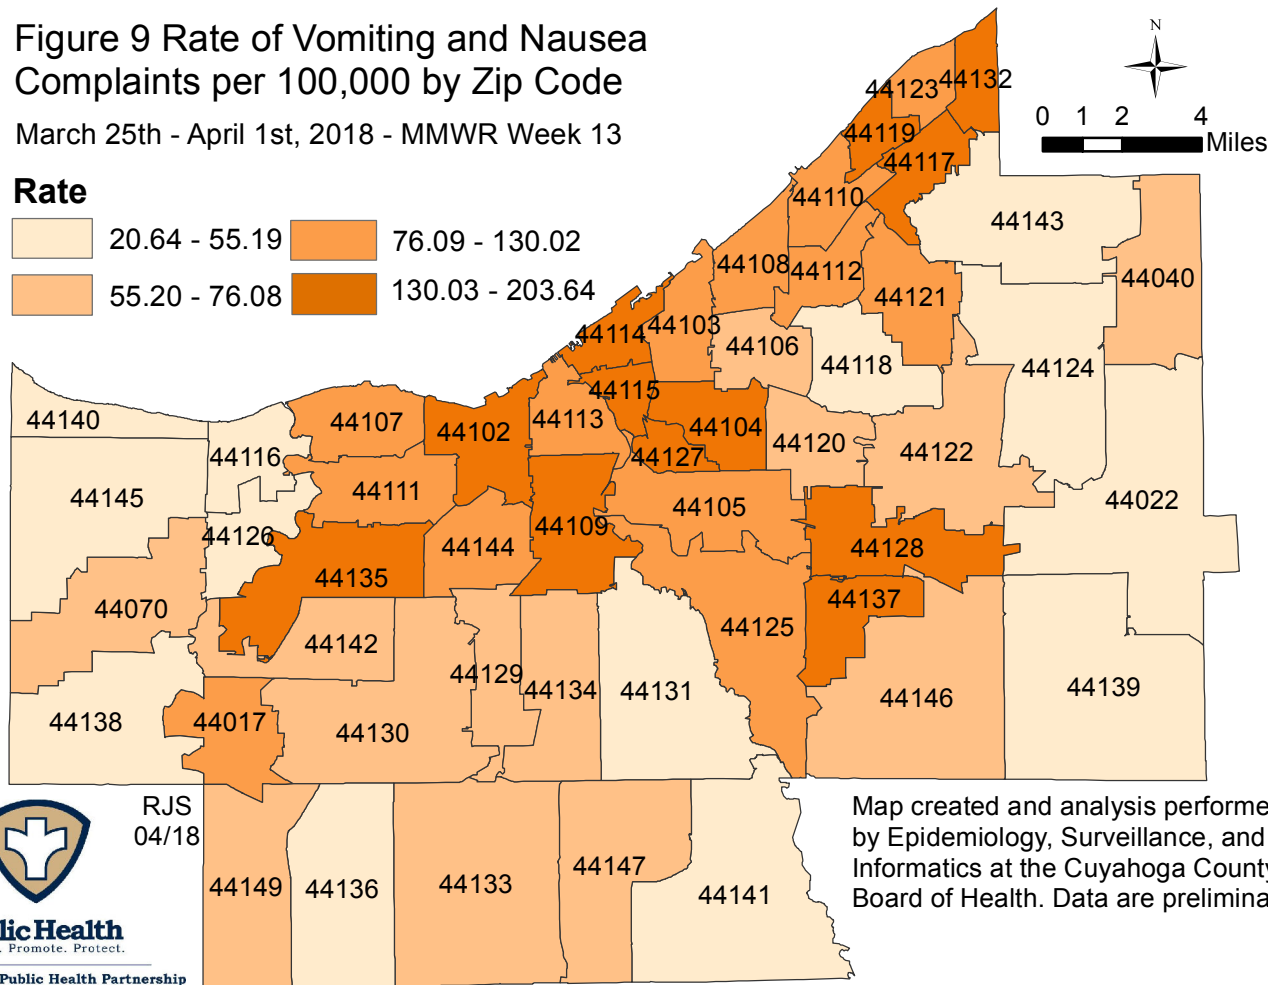 Figure 9 Rate of Vomiting and Nausea
Complaints per 100,000 by Zip Code
March 25th - April 1st, 2018 - MMWR Week 13
Rate
20.64 - 55.19
76.09 - 130.02
55.20 - 76.08
130.03 - 203.64
N
0 1 2 4
Miles
44123
44132
44119
44117
44110
44143
44108
44112
44040
44121
44114
44103
44106
44118
44124
44115
44140
44107
44102
44113
44104
44120
44122
44116
44127
44145
44111
44105
44022
44126
44144
44109
44128
44135
44070
44137
44142
44125
44129
44134
44131
44139
44138
44017
44130
44146
44149
44136
44133
44147
44141
RJS
04/18
Map created and analysis performe
by Epidemiology, Surveillance, and
Informatics at the Cuyahoga County
Board of Health. Data are prelimina
lic Health
. Promote. Protect.
Public Health Partnership